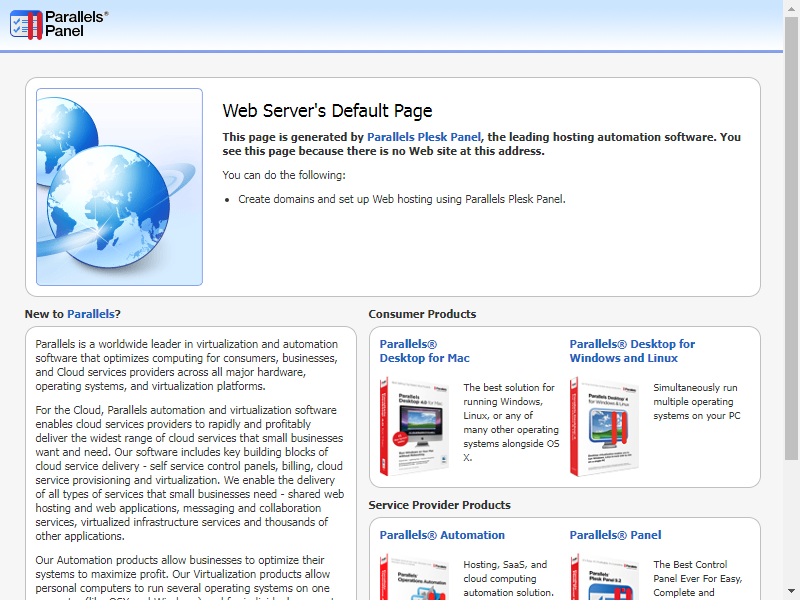 Parallels®
Panel
Web Server's Default Page
This page is generated by Parallels Plesk Panel, the leading hosting automation software. You
see this page because there is no Web site at this address.
You can do the following:
• Create domains and set up Web hosting using Parallels Plesk Panel.
New to Parallels?
Parallels is a worldwide leader in virtualization and automation
software that optimizes computing for consumers, businesses,
and Cloud services providers across all major hardware,
operating systems, and virtualization platforms.
For the Cloud, Parallels automation and virtualization software
enables cloud services providers to rapidly and profitably
deliver the widest range of cloud services that small businesses
want and need. Our software includes key building blocks of
cloud service delivery - self service control panels, billing, cloud
service provisioning and virtualization. We enable the delivery
of all types of services that small businesses need - shared web
hosting and web applications, messaging and collaboration
services, virtualized infrastructure services and thousands of
other applications.
Our Automation products allow businesses to optimize their
systems to maximize profit. Our Virtualization products allow
personal computers to run several operating systems on one
Consumer Products
Parallels®
Desktop for Mac
The best solution for
running Windows,
Linux, or any of
many other operating
systems alongside OS
X.
Parallels® Desktop for
Windows and Linux
Simultaneously run
multiple operating
systems on your PC
Service Provider Products
Parallels® Automation
Hosting, SaaS, and
cloud computing
automation solution.
Parallels® Panel
The Best Control
Panel Ever For Easy,
Complete and